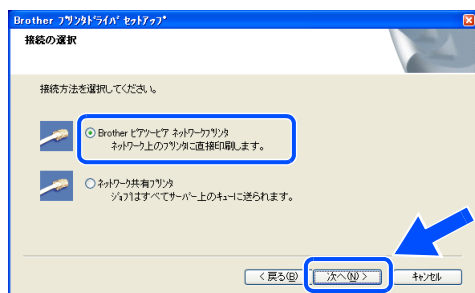 Brother プリンタドライバ セットアップ
接続の選択
接続方法を選択してください。
Brother ピアツーピア ネットワークプリンタ
ネットワーク上のプリンタに直接印刷します。
ネットワーク共有プリンタ
ジョブはすべてサーバー上のキューに送られます。
< 戻る(B) 次へ(N) > キャンセル